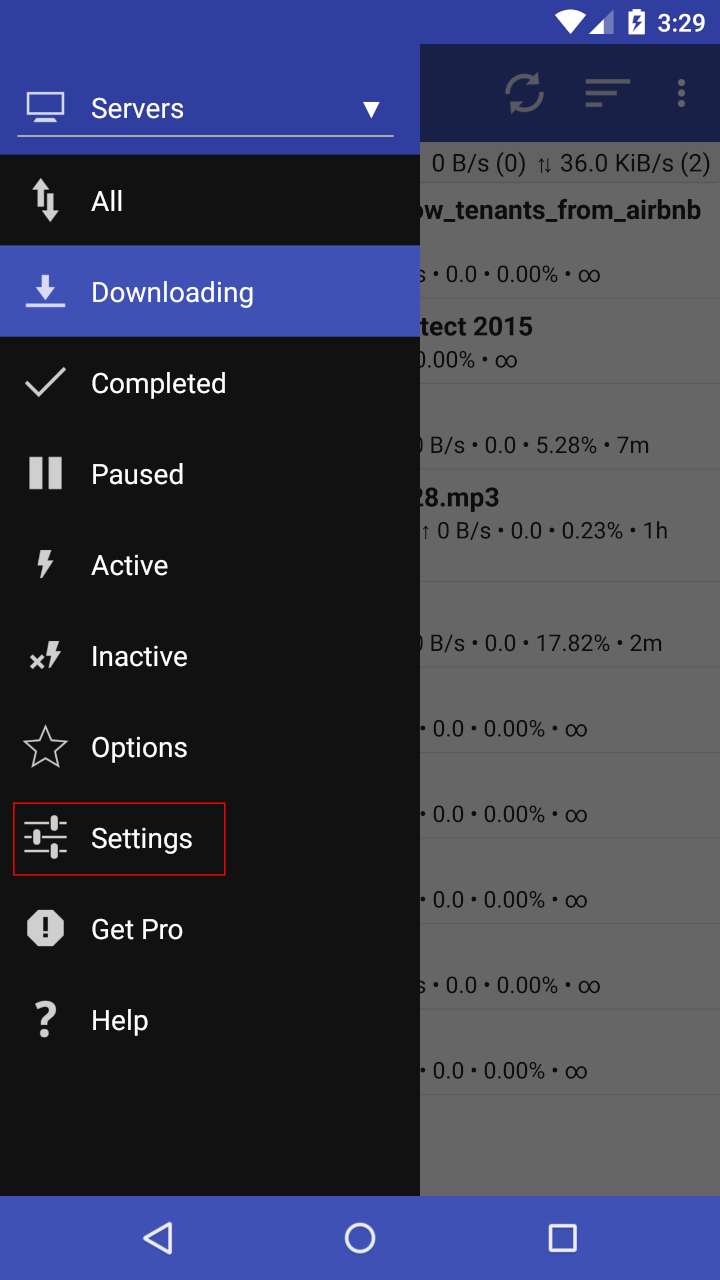 3:29
Servers
0 B/s (0) ↑↓ 36.0 KiB/s (2)
All
ow_tenants_from_airbnb
s • 0.0 • 0.00% • ∞
Downloading
tect 2015
0.00% • ∞
Completed
0 B/s • 0.0 • 5.28% • 7m
Paused
28.mp3
↑ 0 B/s • 0.0 • 0.23% • 1h
Active
Inactive
0 B/s • 0.0 • 17.82% • 2m
Options
• 0.0 • 0.00% • ∞
Settings
• 0.0 • 0.00% • ∞
Get Pro
• 0.0 • 0.00% • ∞
s • 0.0 • 0.00% • ∞
Help
• 0.0 • 0.00% • ∞